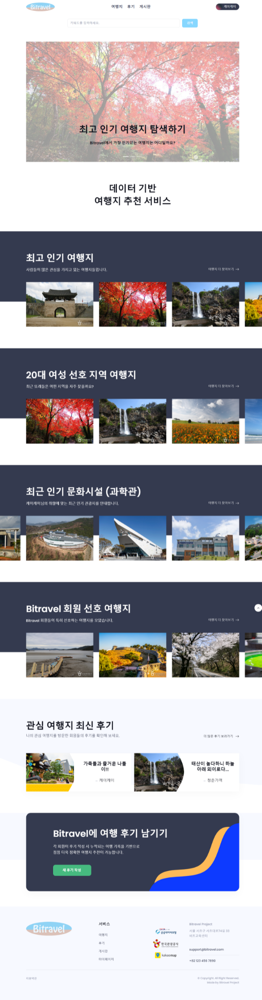 Bitravel
여행지 후기 게시판
케이케이
키워드를 입력하세요.
검색
최고 인기 여행지 탐색하기
Bitravel에서 가장 인기있는 여행지는 어디일까요?
데이터 기반
여행지 추천 서비스
최고 인기 여행지
사람들이 많은 관심을 가지고 있는 여행지들입니다.
여행지 더 찾아보기 →
20대 여성 선호 지역 여행지
최근 또래들은 어떤 지역을 자주 찾을까요?
여행지 더 찾아보기 →
최근 인기 문화시설 (과학관)
케이케이님의 취향에 맞는 최근 인기 관광지를 안내합니다.
여행지 더 찾아보기 →
Bitravel 회원 선호 여행지
Bitravel 회원들이 특히 선호하는 여행지를 모았습니다.
여행지 더 찾아보기 →
관심 여행지 최신 후기
나의 관심 여행지를 방문한 회원들의 후기를 확인해 보세요.
더 많은 후기 보러가기 →
가족들과 즐거운 나들
이!!
– 케이케이
태산이 높다하니 하늘
아래 뫼이로다...
– 청춘가객
Bitravel에 여행 후기 남기기
각 회원이 후기 작성 시 누적되는 여행 기록을 기반으로
점점 더욱 정확한 여행지 추천이 가능합니다.
새 후기 작성
Bitravel
서비스
여행지
후기
게시판
마이페이지
DATA
공공데이터포털
한국관광공사
kakaomap
Bitravel Project
서울 서초구 서초대로74길 33
비트교육센터
support@bitravel.com
+82 123 456 7890
이용약관
© Copyright. All Right Reserved.
Made by Bitravel Project